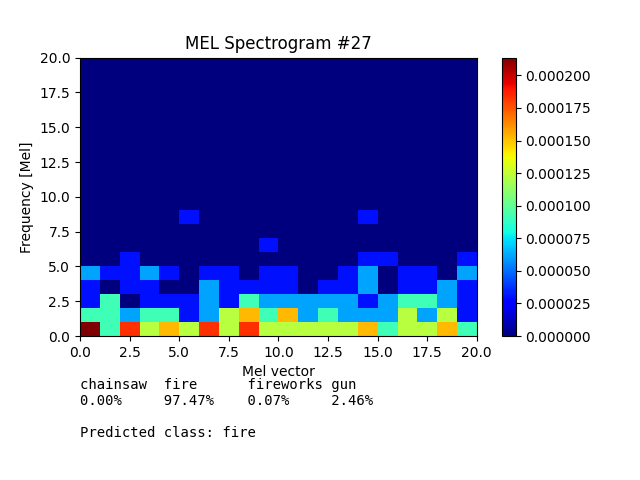 MEL Spectrogram #27
20.0
17.5
15.0
12.5
10.0
7.5
5.0
2.5
0.0
Frequency [Mel]
0.0 2.5 5.0 7.5 10.0 12.5 15.0 17.5 20.0
Mel vector
0.000200
0.000175
0.000150
0.000125
0.000100
0.000075
0.000050
0.000025
0.000000
chainsaw fire fireworks gun
0.00% 97.47% 0.07% 2.46%
Predicted class: fire